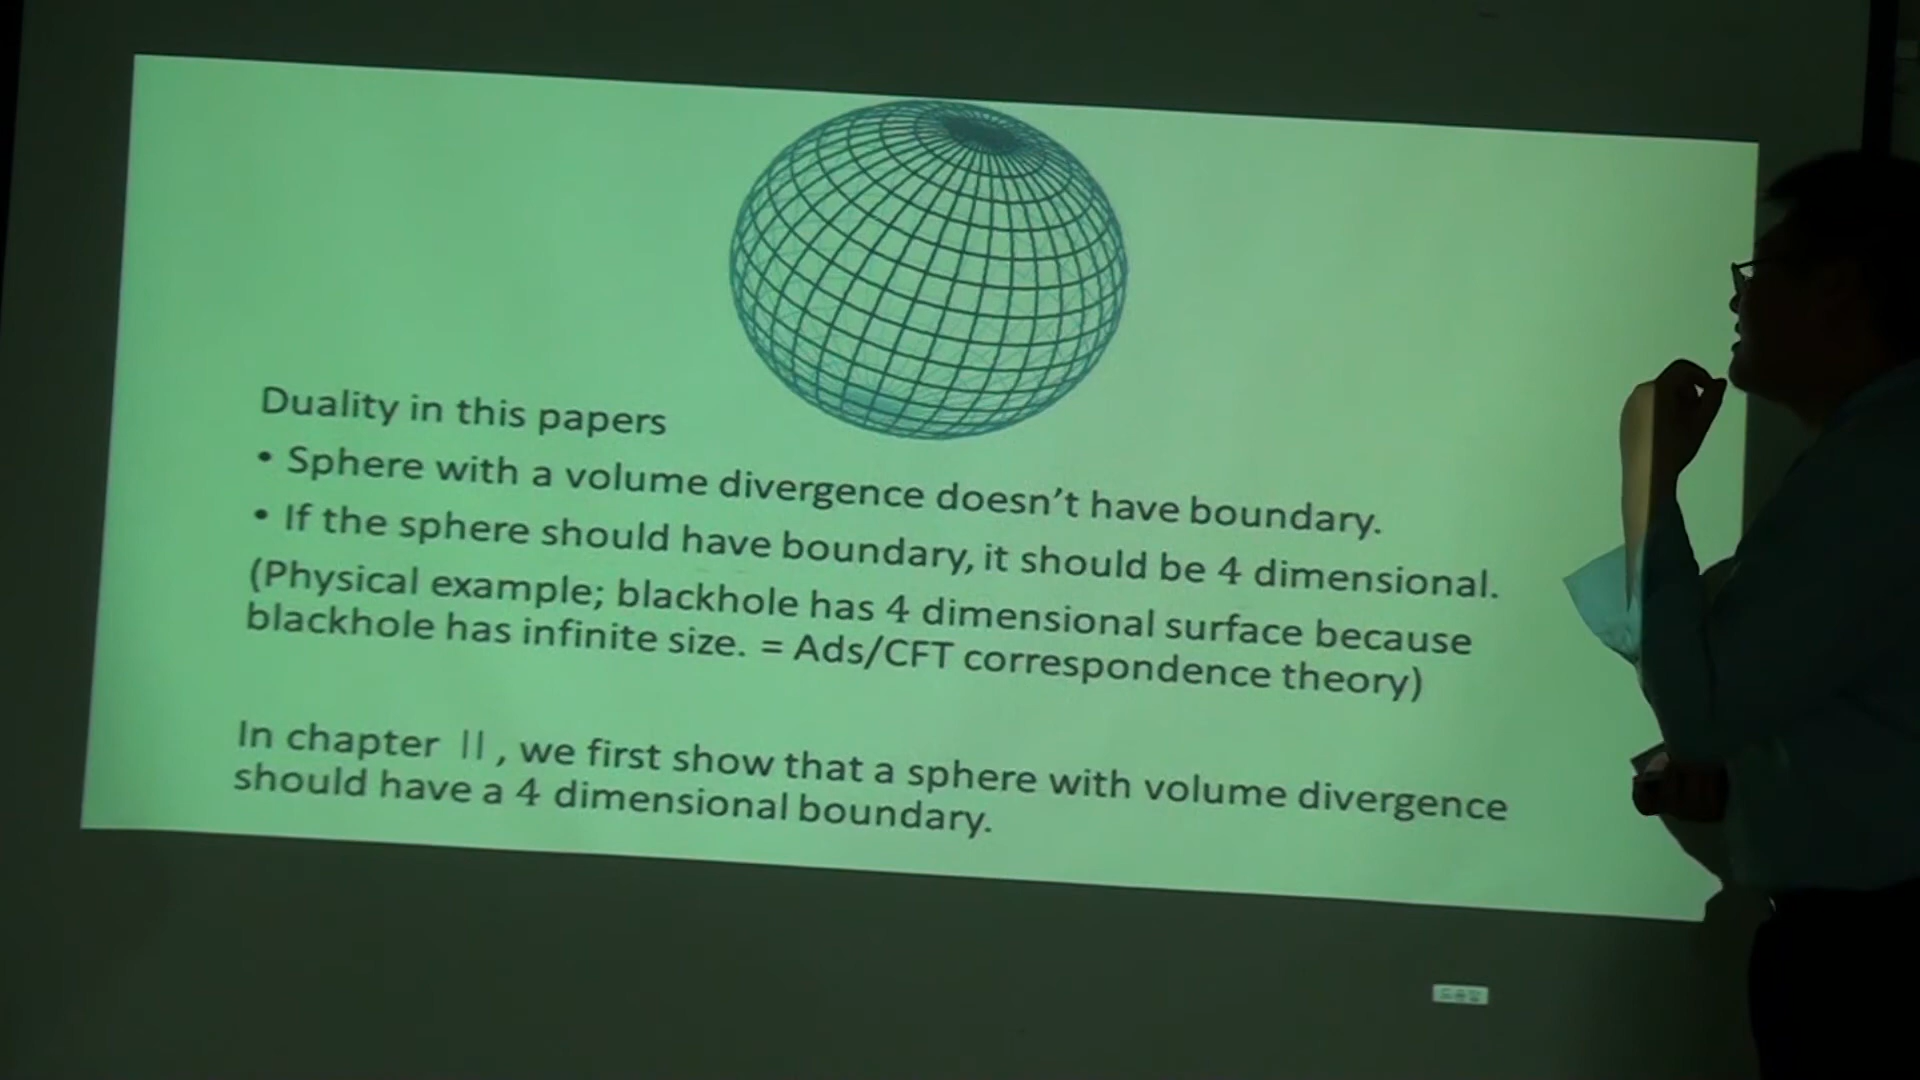 Duality in this papers
• Sphere with a volume divergence doesn't have boundary.
• If the sphere should have boundary, it should be 4 dimensional.
(Physical example; blackhole has 4 dimensional surface because
blackhole has infinite size. = Ads/CFT correspondence theory)
In chapter Ⅱ, we first show that a sphere with volume divergence
should have a 4 dimensional boundary.